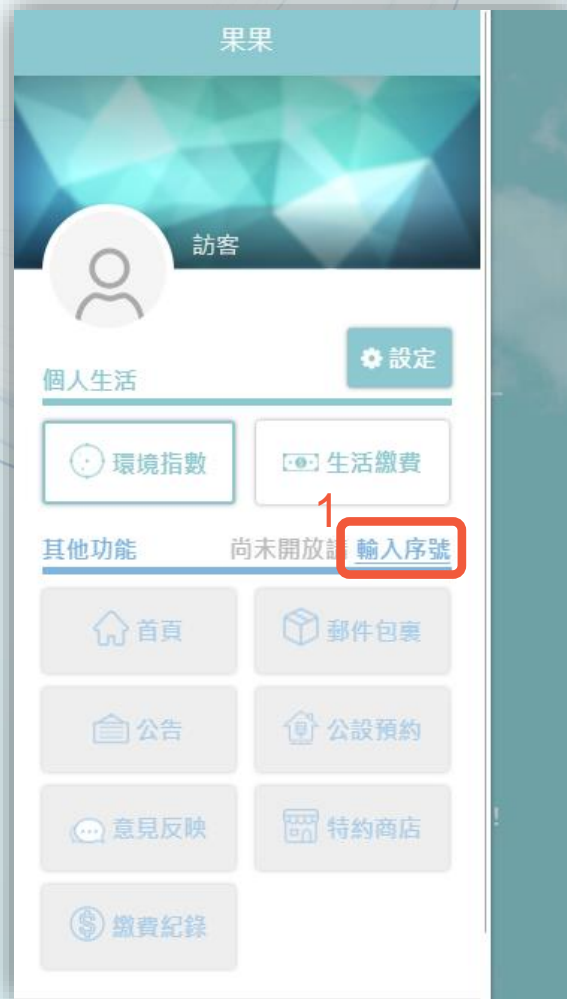 果果
訪客
設定
個人生活
環境指數 生活繳費
1
其他功能 尚未開放請 輸入序號
首頁 郵件包裹
公告 公設預約
意見反映 特約商店
!
繳費紀錄